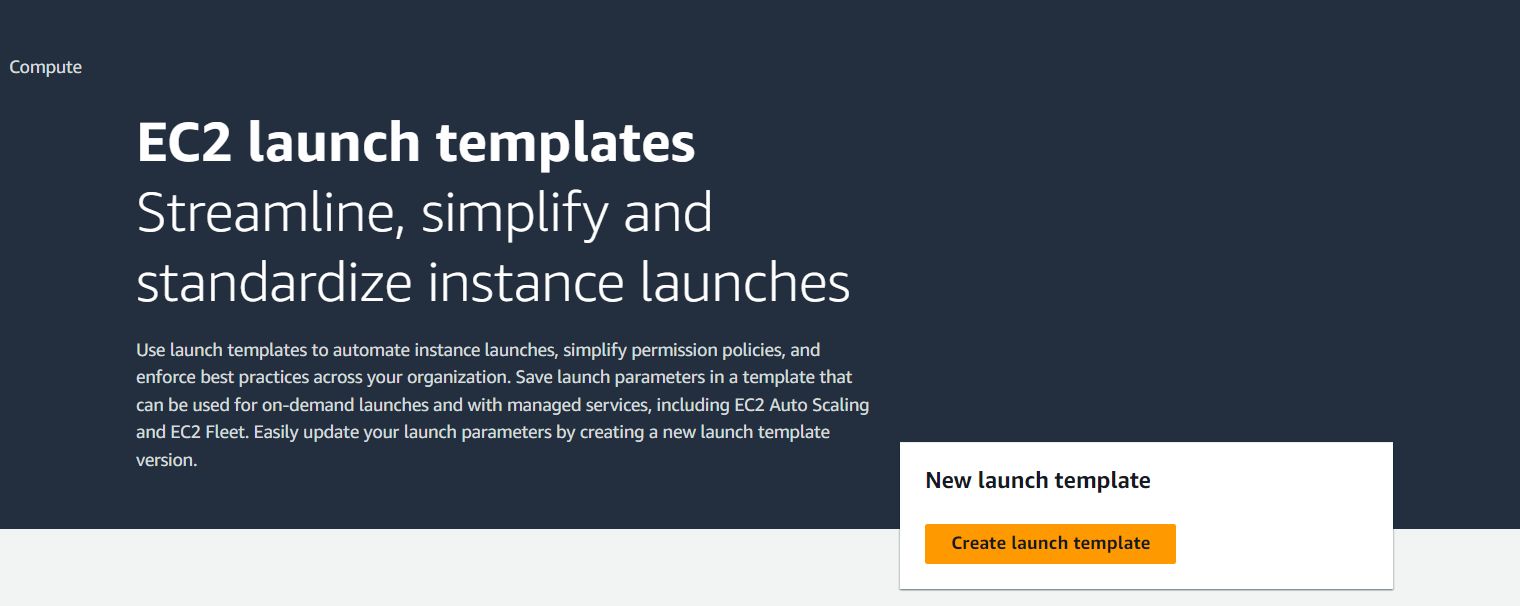 Compute
EC2 launch templates
Streamline, simplify and
standardize instance launches
Use launch templates to automate instance launches, simplify permission policies, and
enforce best practices across your organization. Save launch parameters in a template that
can be used for on-demand launches and with managed services, including EC2 Auto Scaling
and EC2 Fleet. Easily update your launch parameters by creating a new launch template
version.
New launch template
Create launch template